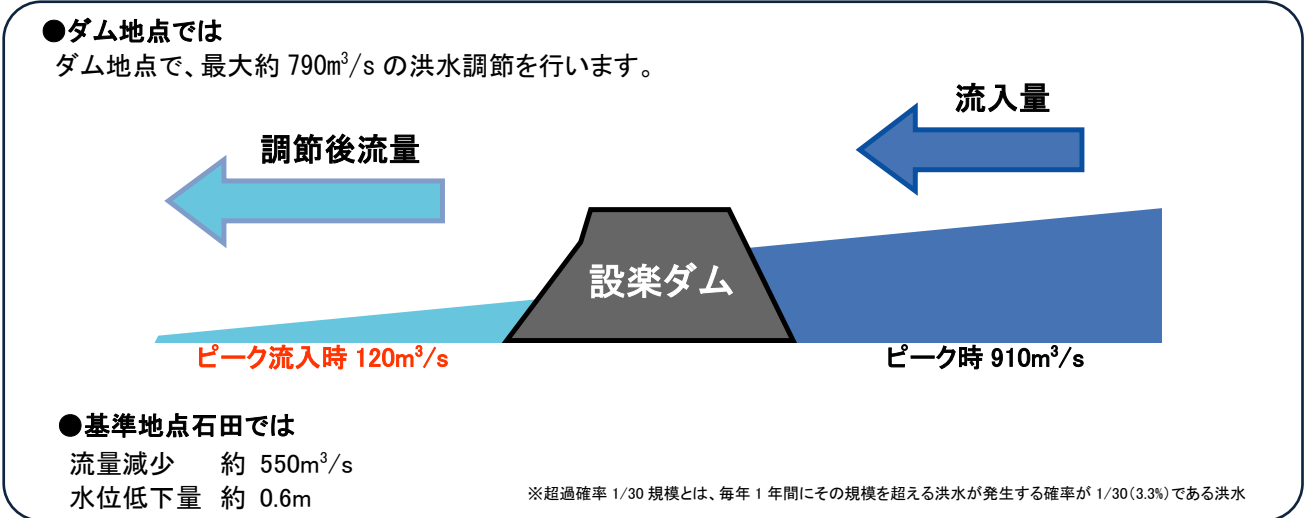 ●ダム地点では
ダム地点で、最大約 790m³/s の洪水調節を行います。
流入量
調節後流量
設楽ダム
ピーク流入時 120m³/s
ピーク時 910m³/s
●基準地点石田では
流量減少 約 550m³/s
水位低下量 約 0.6m
※超過確率 1/30 規模とは、毎年 1 年間にその規模を超える洪水が発生する確率が 1/30(3.3%)である洪水